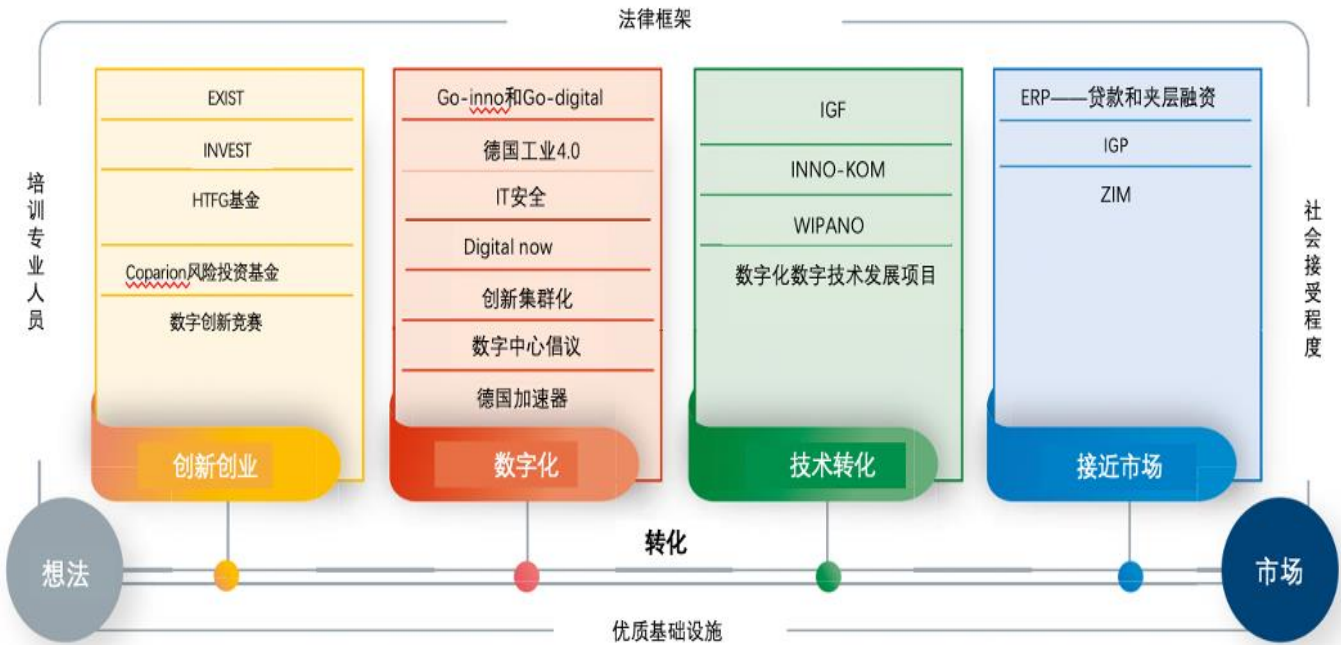 法律框架
培训专业人员
EXIST
INVEST
HTFG基金
Coparion风险投资基金
数字创新竞赛
创新创业
Go-inno和Go-digital
德国工业4.0
IT安全
Digital now
创新集群化
数字中心倡议
德国加速器
数字化
IGF
INNO-KOM
WIPANO
数字化数字技术发展项目
技术转化
ERP——贷款和夹层融资
IGP
ZIM
接近市场
社会接受程度
想法
转化
市场
优质基础设施